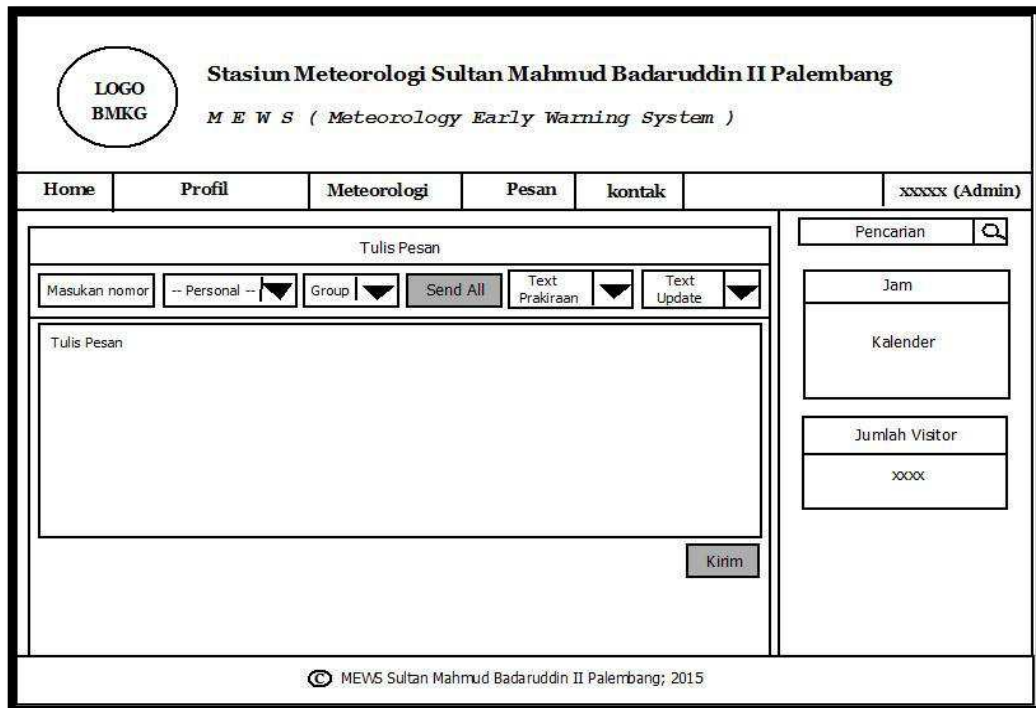 LOGO
BMKG
Stasiun Meteorologi Sultan Mahmud Badaruddin II Palembang
M E W S ( Meteorology Early Warning System )
Home Profil Meteorologi Pesan kontak xxxxx (Admin)
Tulis Pesan
Masukan nomor -- Personal -- Group Send All Text Prakiraan Text Update
Tulis Pesan
Kirim
Pencarian
Jam
Kalender
Jumlah Visitor
xxxx
© MEWS Sultan Mahmud Badaruddin II Palembang; 2015